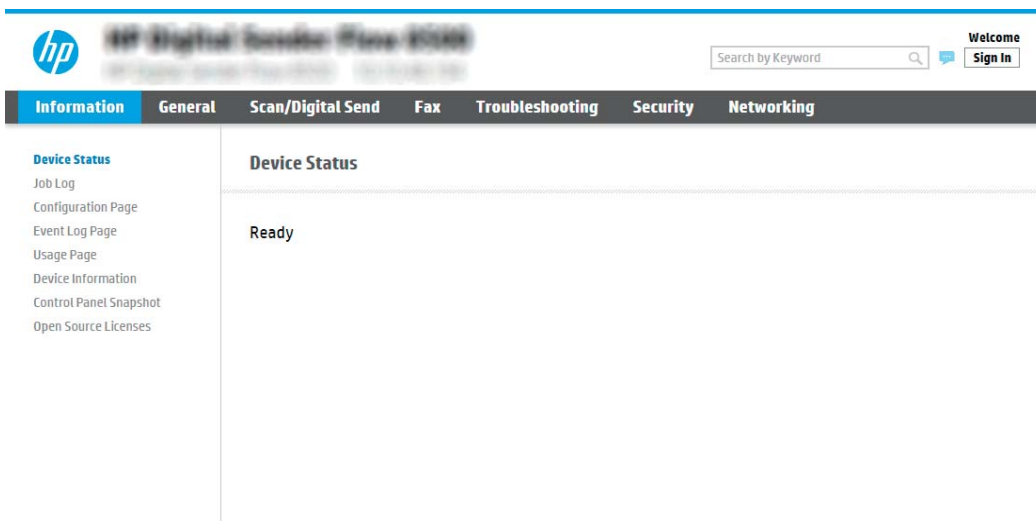 hp
Welcome
Search by Keyword
Sign In
Information General Scan/Digital Send Fax Troubleshooting Security Networking
Device Status
Job Log
Configuration Page
Event Log Page
Usage Page
Device Information
Control Panel Snapshot
Open Source Licenses
Device Status
Ready